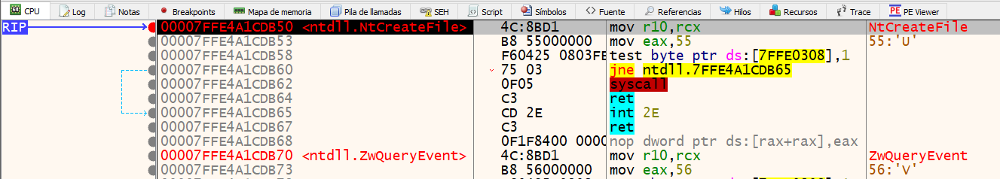 CPU Log Notas Breakpoints Mapa de memoria Pila de llamadas SEH Script Símbolos Fuente Referencias Hilos Recursos Trace PE PE Viewer
RIP 00007FFE4A1CDB50 <ntdll.NtCreateFile> 4C:8BD1 mov r10,rcx NtCreateFile
00007FFE4A1CDB53 B8 55000000 mov eax,55 55:'U'
00007FFE4A1CDB58 F60425 0803FE test byte ptr ds:[7FFE0308],1
00007FFE4A1CDB60 75 03 jne ntdll.7FFE4A1CDB65
00007FFE4A1CDB62 0F05 syscall
00007FFE4A1CDB64 C3 ret
00007FFE4A1CDB65 CD 2E int 2E
00007FFE4A1CDB67 C3 ret
00007FFE4A1CDB68 0F1F8400 0000 nop dword ptr ds:[rax+rax],eax
00007FFE4A1CDB70 <ntdll.ZwQueryEvent> 4C:8BD1 mov r10,rcx ZwQueryEvent
00007FFE4A1CDB73 B8 56000000 mov eax,56 56:'V'